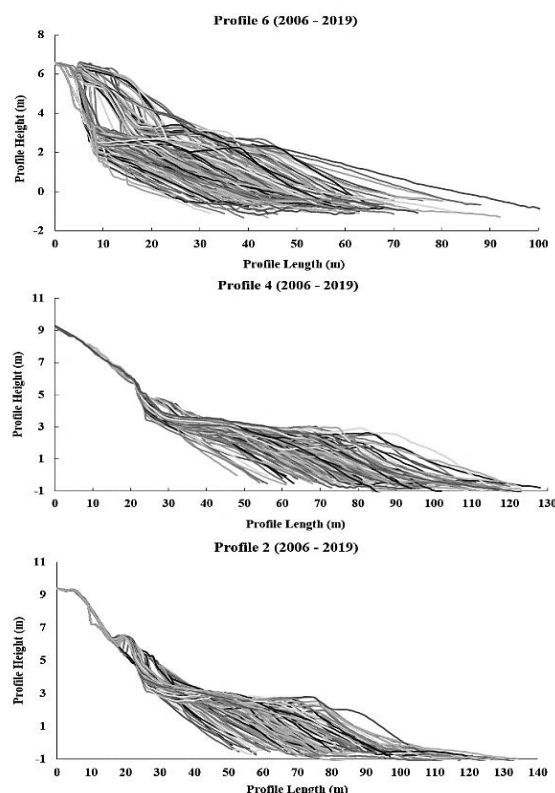 Profile 6 (2006 - 2019)
8
6
4
2
0
-2
Profile Height (m)
0 10 20 30 40 50 60 70 80 90 100
Profile Length (m)
Profile 4 (2006 - 2019)
11
9
7
5
3
1
-1
Profile Height (m)
0 10 20 30 40 50 60 70 80 90 100 110 120 130
Profile Length (m)
Profile 2 (2006 - 2019)
11
9
7
5
3
1
-1
Profile Height (m)
0 10 20 30 40 50 60 70 80 90 100 110 120 130 140
Profile Length (m)